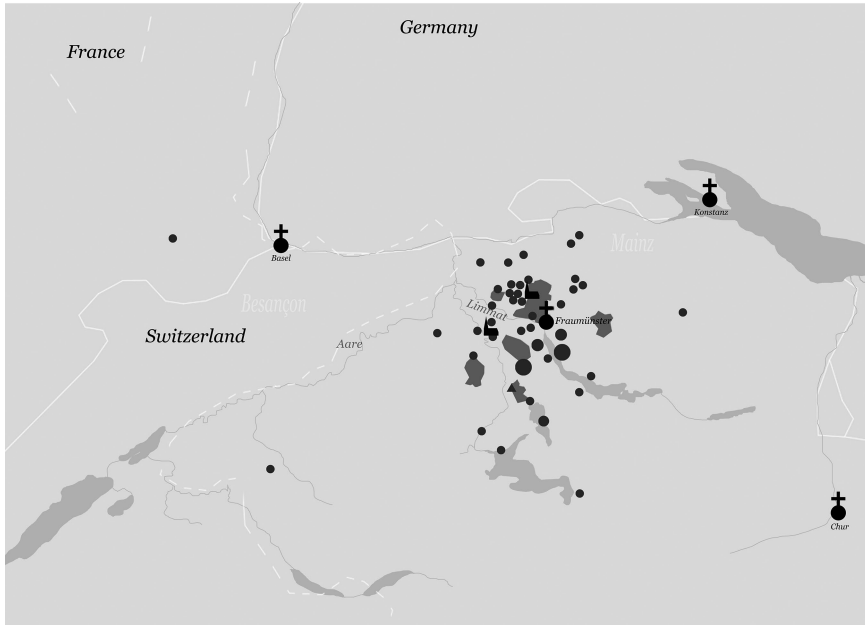 Germany
France
Konstanz
Mainz
Basel
Besançon
Limmat
Fraumünster
Switzerland
Aare
Chur